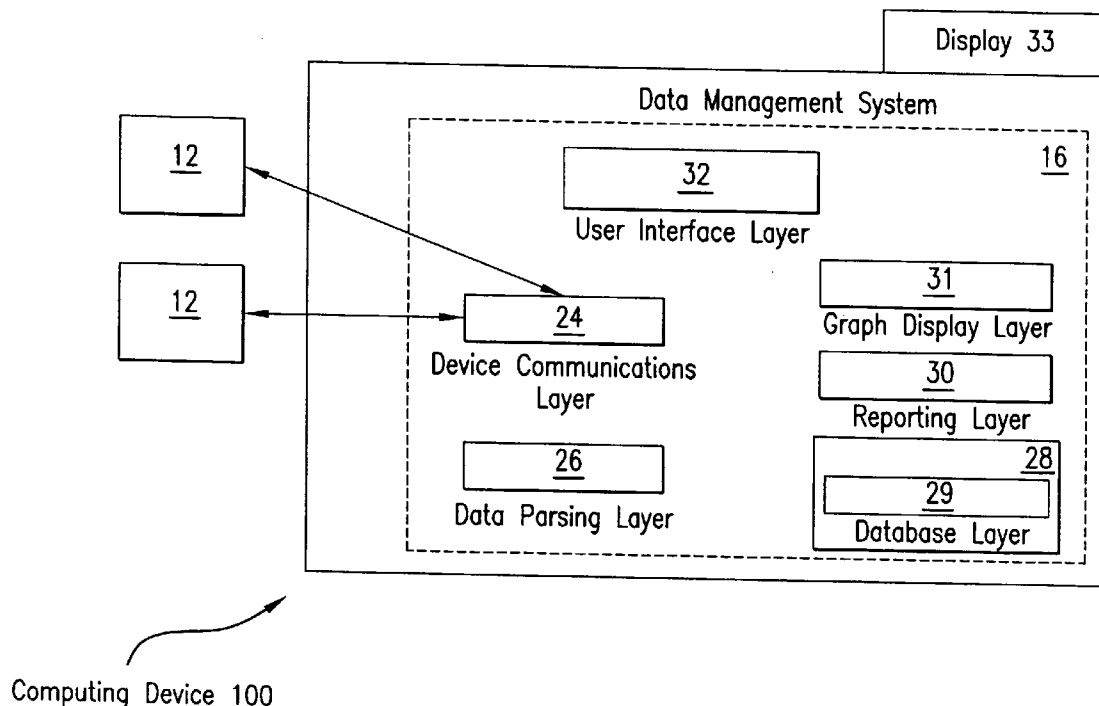 Display 33
Data Management System
12
32
16
User Interface Layer
12
31
24
Graph Display Layer
Device Communications
Layer
30
Reporting Layer
26
28
29
Data Parsing Layer
Database Layer
Computing Device 100